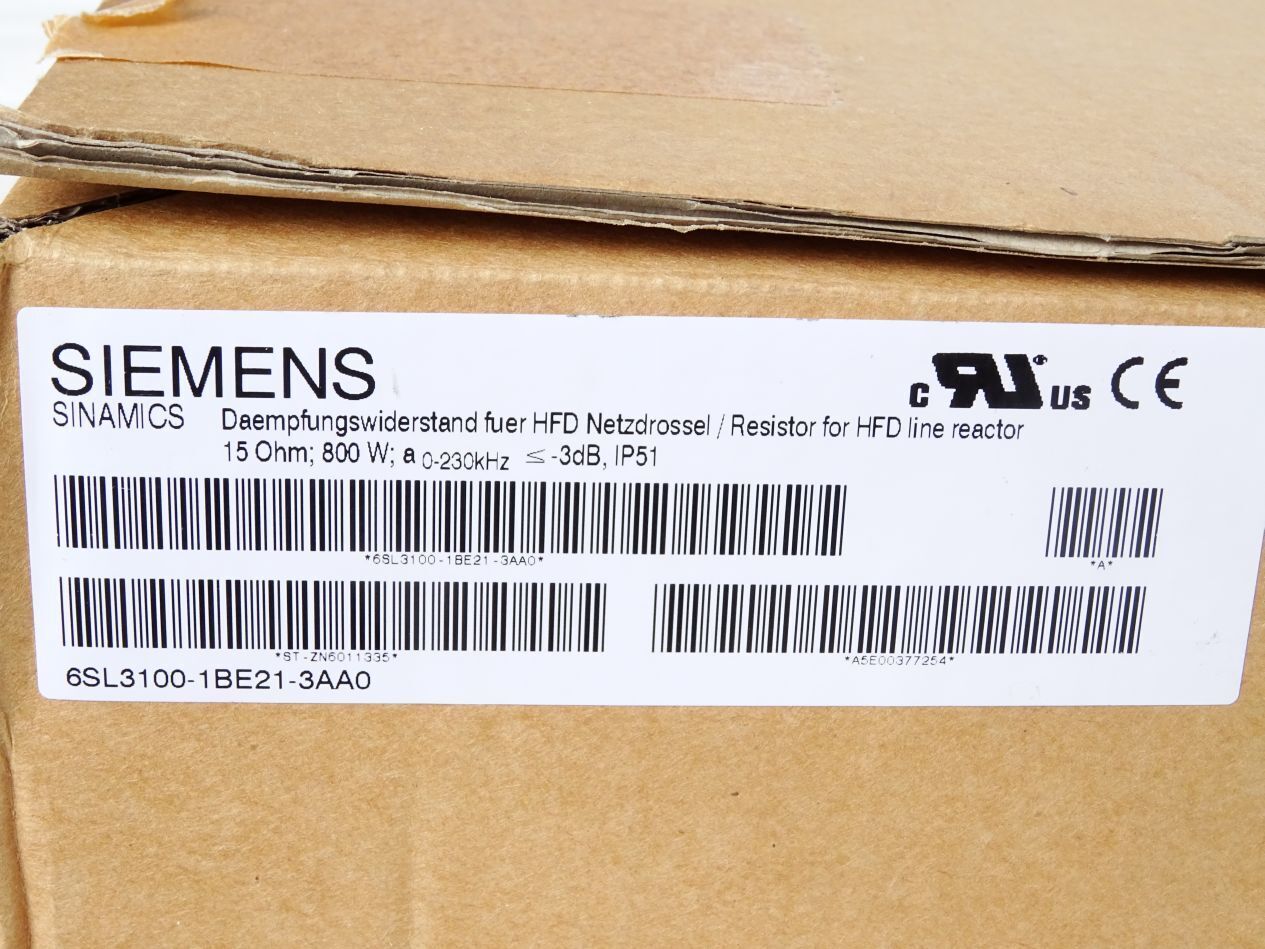 SIEMENS
SINAMICS Daempfungswiderstand fuer HFD Netzdrossel / Resistor for HFD line reactor
15 Ohm; 800 W; a 0-230kHz ≤ -3dB, IP51
c RU US CE
*6SL3100-1BE21-3AA0*
*A*
*ST-ZN6011335*
*A5E00377254*
6SL3100-1BE21-3AA0